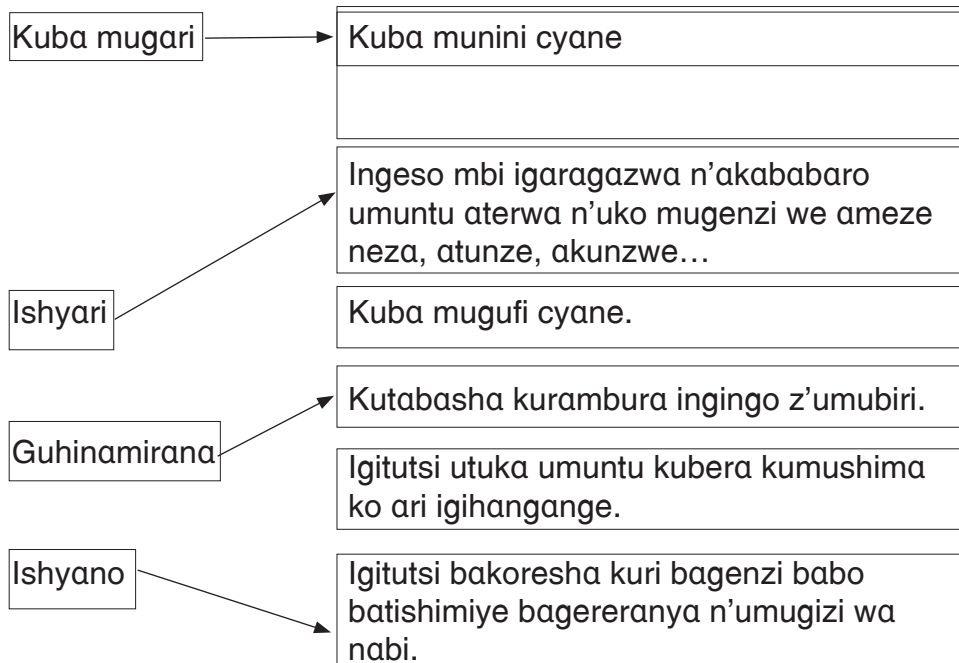 Kuba mugari
Kuba munini cyane
Ingeso mbi igaragazwa n’akababaro
umuntu aterwa n’uko mugenzi we ameze
neza, atunze, akunzwe…
Ishyari
Kuba mugufi cyane.
Kutabasha kurambura ingingo z’umubiri.
Guhinamirana
Igitutsi utuka umuntu kubera kumushima
ko ari igihangange.
Ishyano
Igitutsi bakoresha kuri bagenzi babo
batishimiye bagereranya n’umugizi wa
nabi.